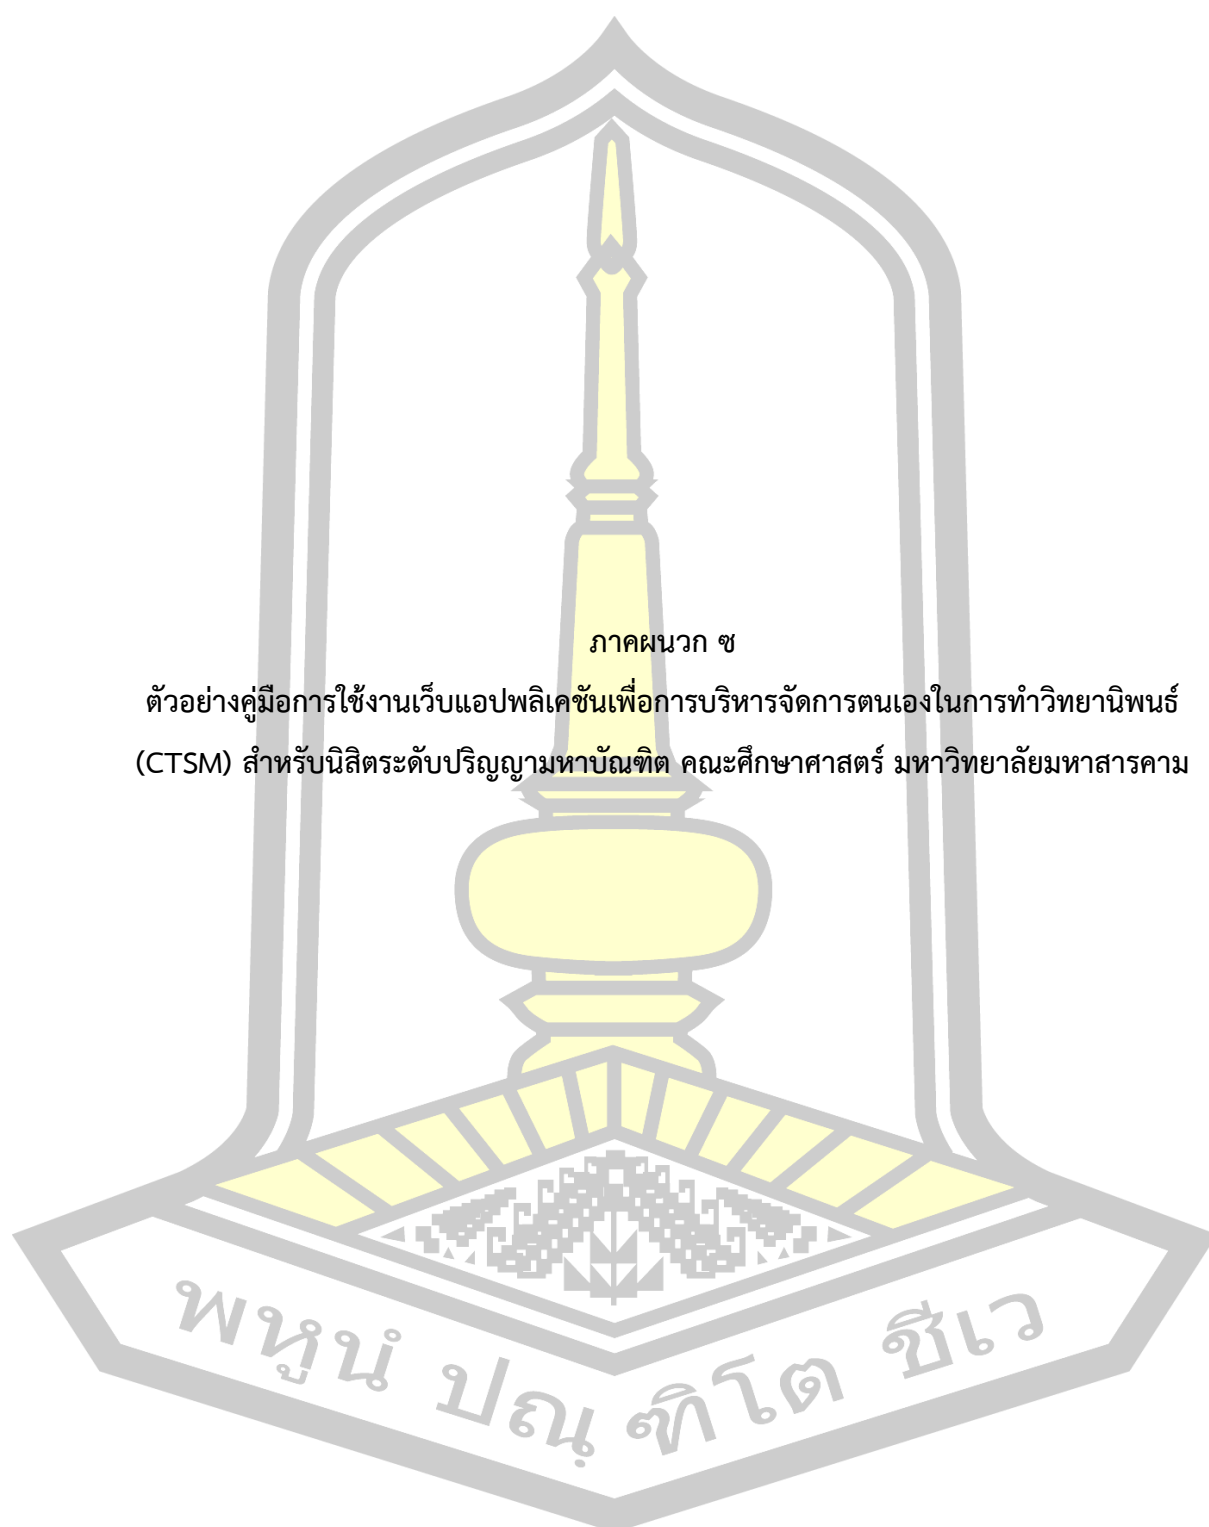 ภาคผนวก ซ
ตัวอย่างคู่มือการใช้งานเว็บแอปพลิเคชันเพื่อการบริหารจัดการตนเองในการทำวิทยานิพนธ์
(CTSM) สำหรับนิสิตระดับปริญญามหาบัณฑิต คณะศึกษาศาสตร์ มหาวิทยาลัยมหาสารคาม
พหูนํ ปณฺฑิโต ชีเว